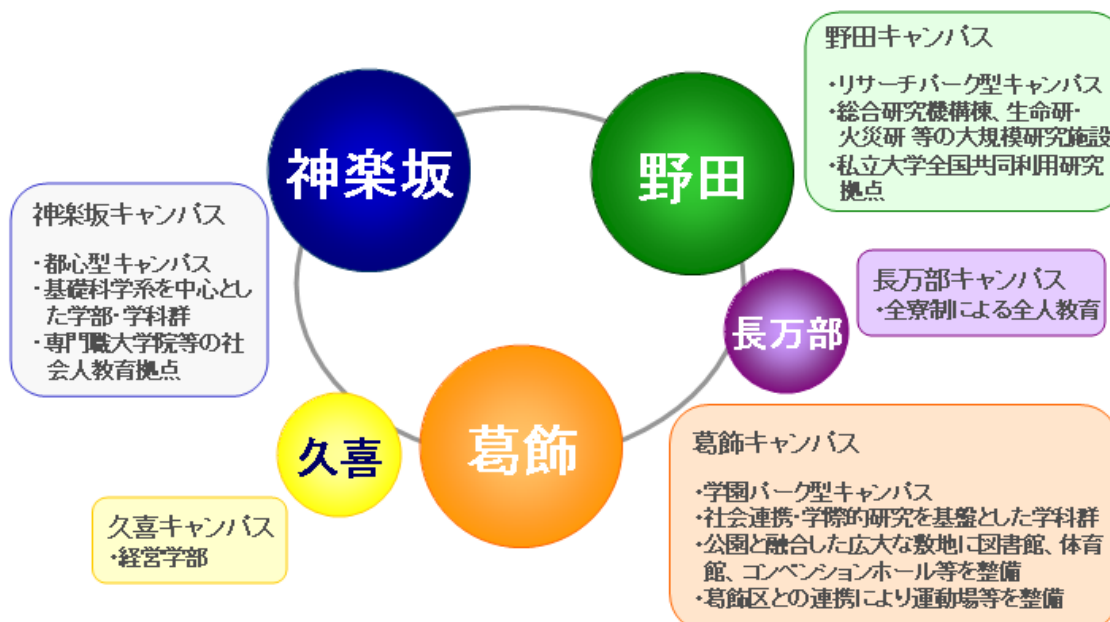 神楽坂
野田
長万部
葛飾
久喜
野田キャンパス
・リサーチパーク型キャンパス
・総合研究機構棟、生命研・
火災研 等の大規模研究施設
・私立大学全国共同利用研究
拠点
神楽坂キャンパス
・都心型キャンパス
・基礎科学系を中心とし
た学部・学科群
・専門職大学院等の社
会人教育拠点
長万部キャンパス
・全寮制による全人教育
葛飾キャンパス
・学園パーク型キャンパス
・社会連携・学際的研究を基盤とした学科群
・公園と融合した広大な敷地に図書館、体育
館、コンベンションホール等を整備
・葛飾区との連携により運動場等を整備
久喜キャンパス
・経営学部